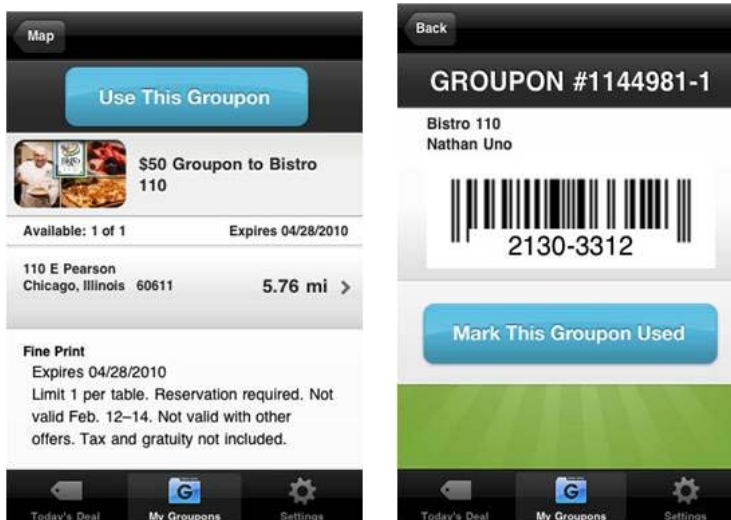 Map
Use This Groupon
$50 Groupon to Bistro
110
Available: 1 of 1 Expires 04/28/2010
110 E Pearson
Chicago, Illinois 60611 5.76 mi
Fine Print
Expires 04/28/2010
Limit 1 per table. Reservation required. Not
valid Feb. 12–14. Not valid with other
offers. Tax and gratuity not included.
Today's Deal My Groupons Settings
Back
GROUPON #1144981-1
Bistro 110
Nathan Uno
2130-3312
Mark This Groupon Used
Today's Deal My Groupons Settings